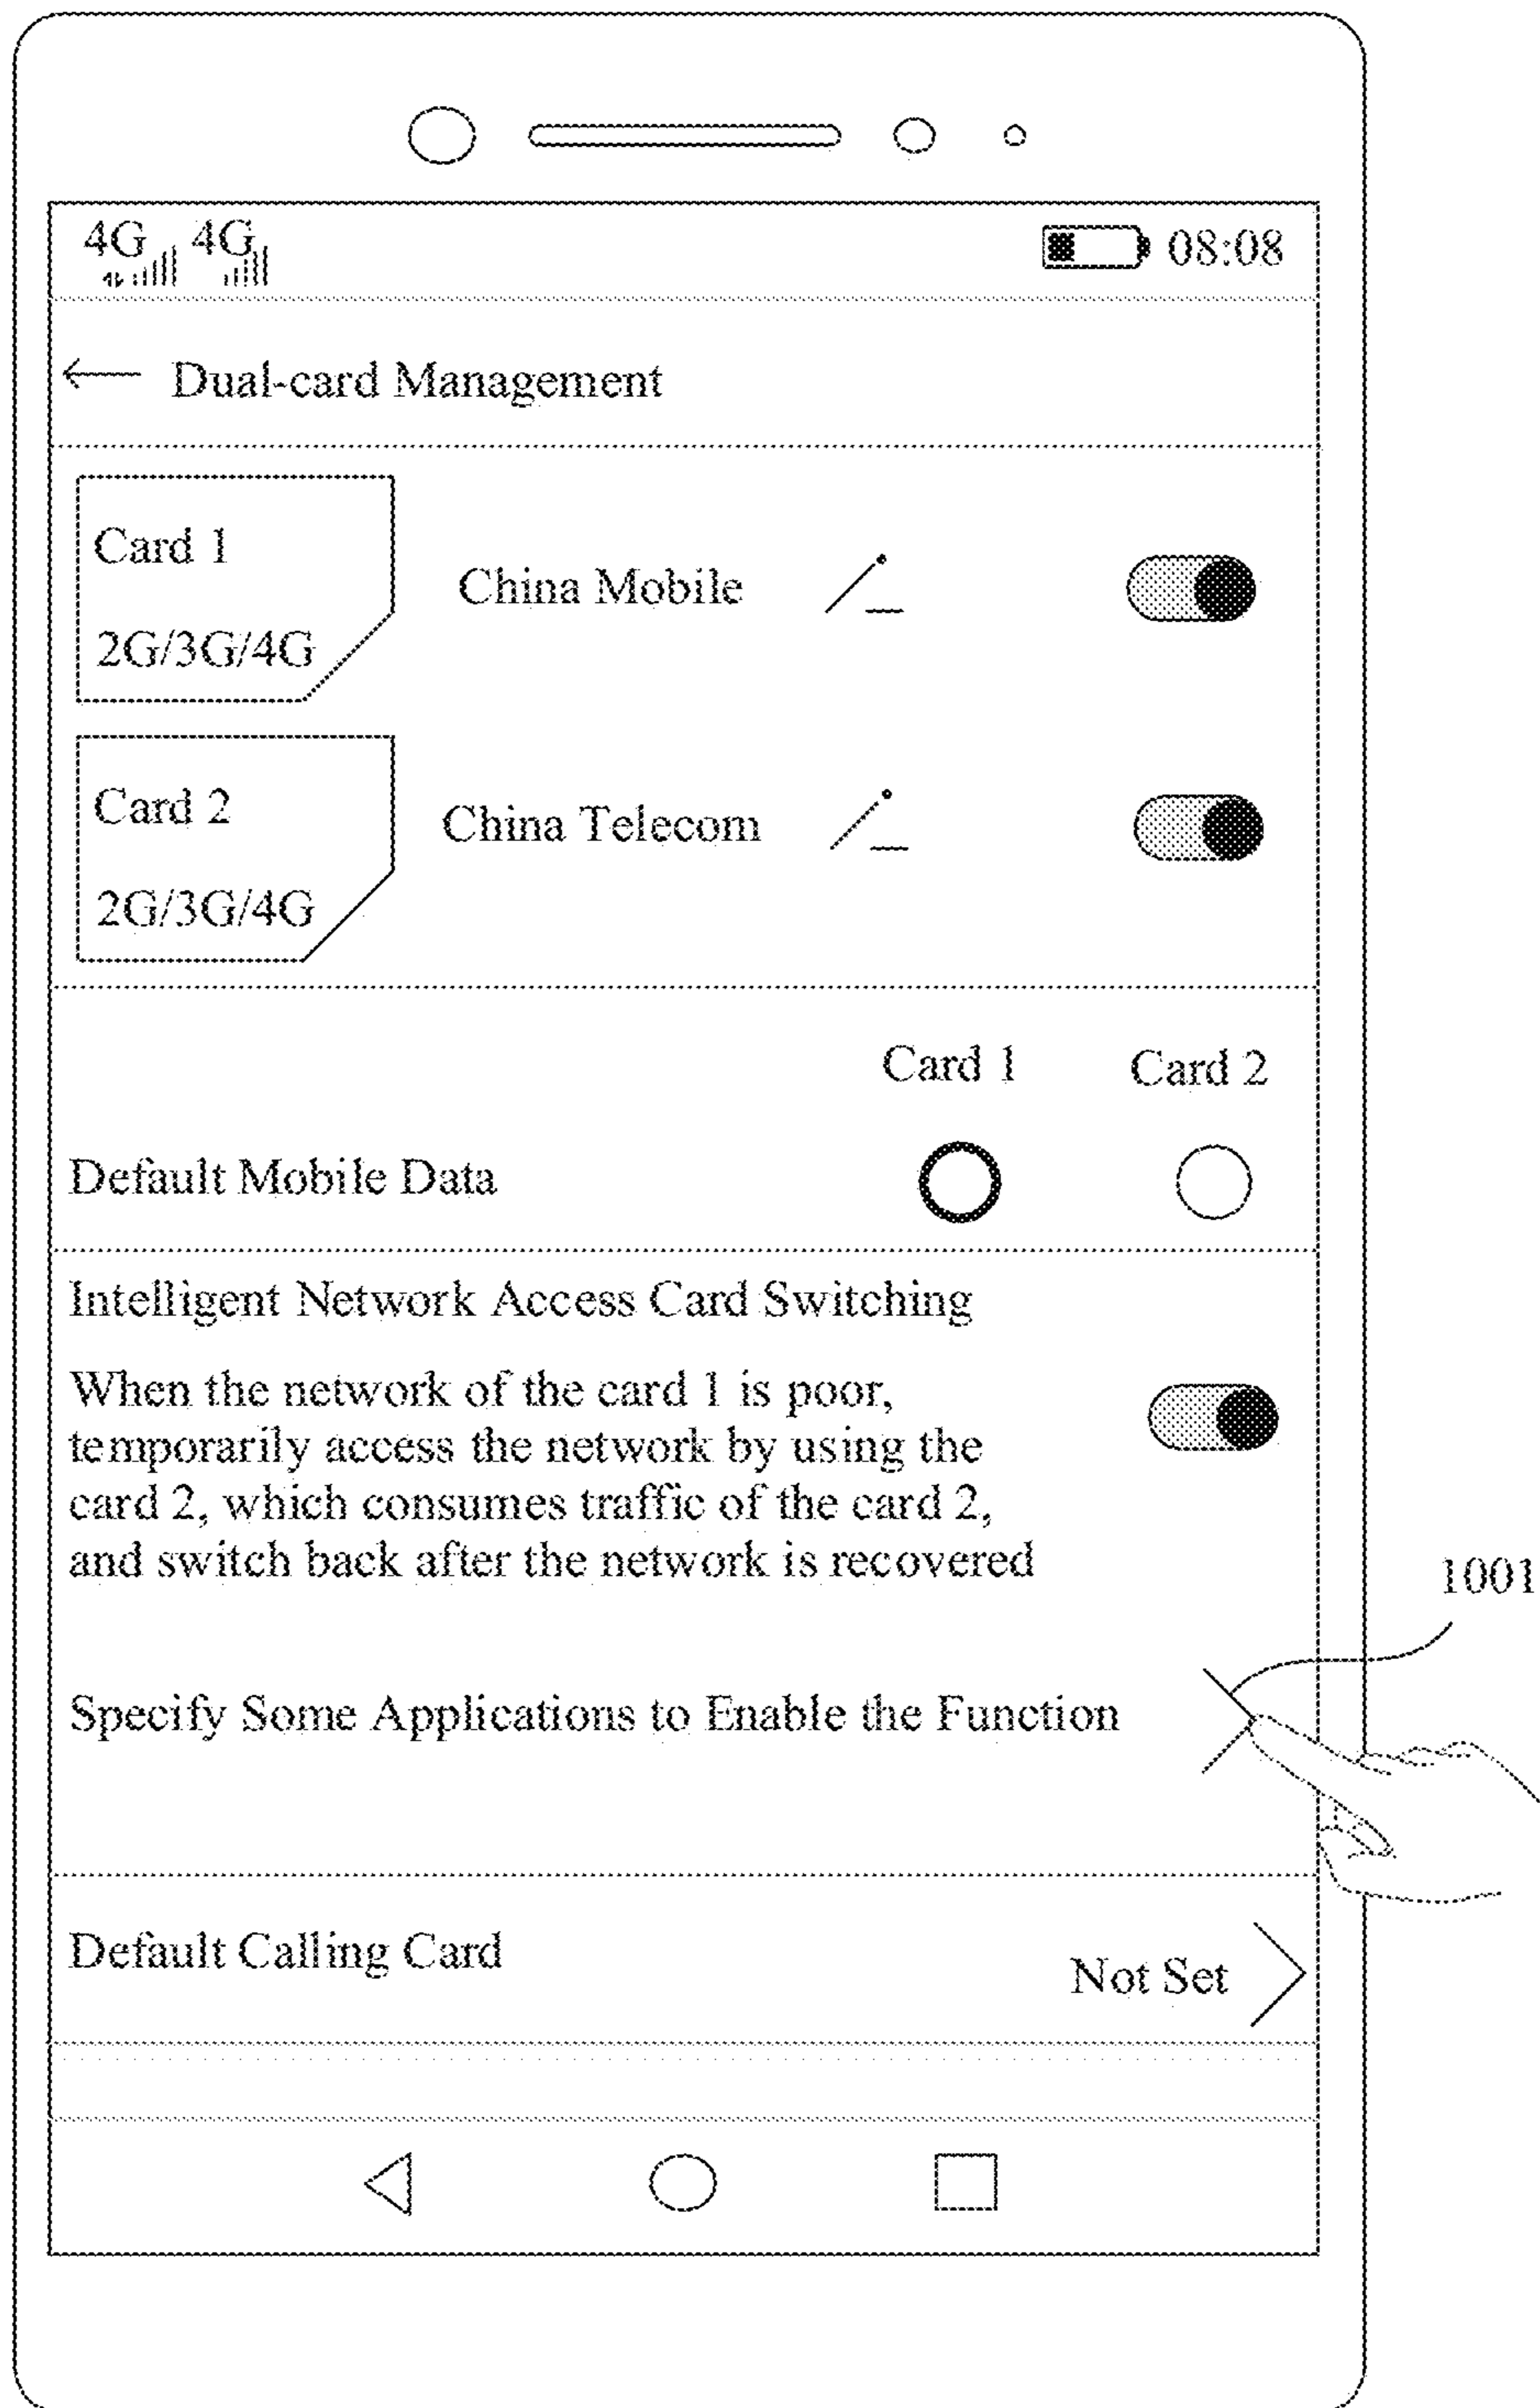 4G 4G 08:08
Dual-card Management
Card 1
2G/3G/4G
China Mobile
Card 2
2G/3G/4G
China Telecom
Card 1 Card 2
Default Mobile Data
Intelligent Network Access Card Switching
When the network of the card 1 is poor,
temporarily access the network by using the
card 2, which consumes traffic of the card 2,
and switch back after the network is recovered
1001
Specify Some Applications to Enable the Function
Default Calling Card
Not Set